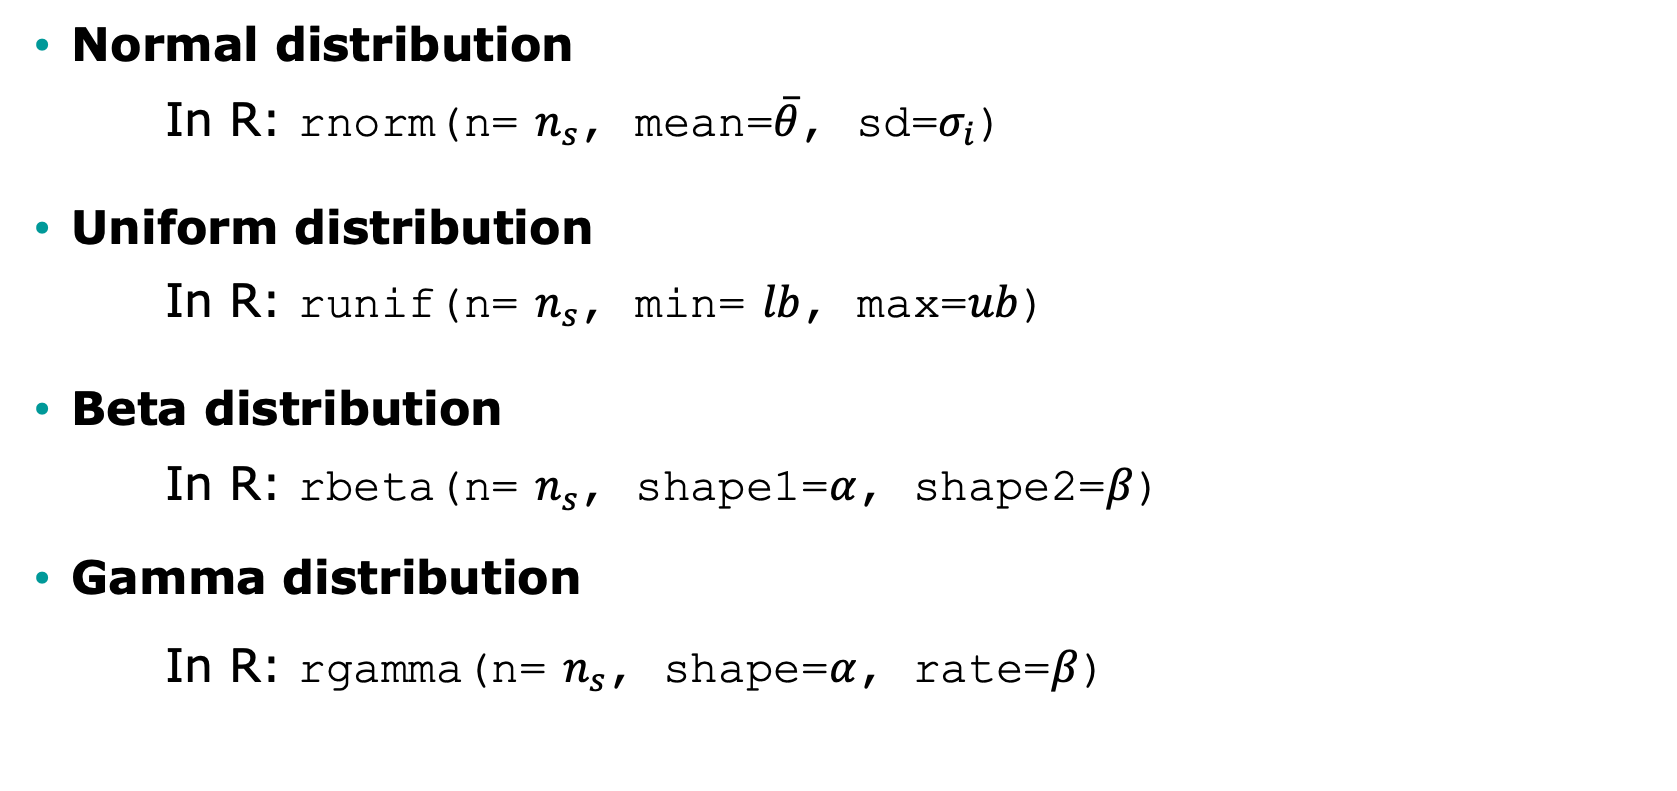 • Normal distribution
In R: rnorm(n= nₛ, mean=θ̄, sd=σᵢ)
• Uniform distribution
In R: runif(n= nₛ, min= lb, max=ub)
• Beta distribution
In R: rbeta(n= nₛ, shape1=α, shape2=β)
• Gamma distribution
In R: rgamma(n= nₛ, shape=α, rate=β)